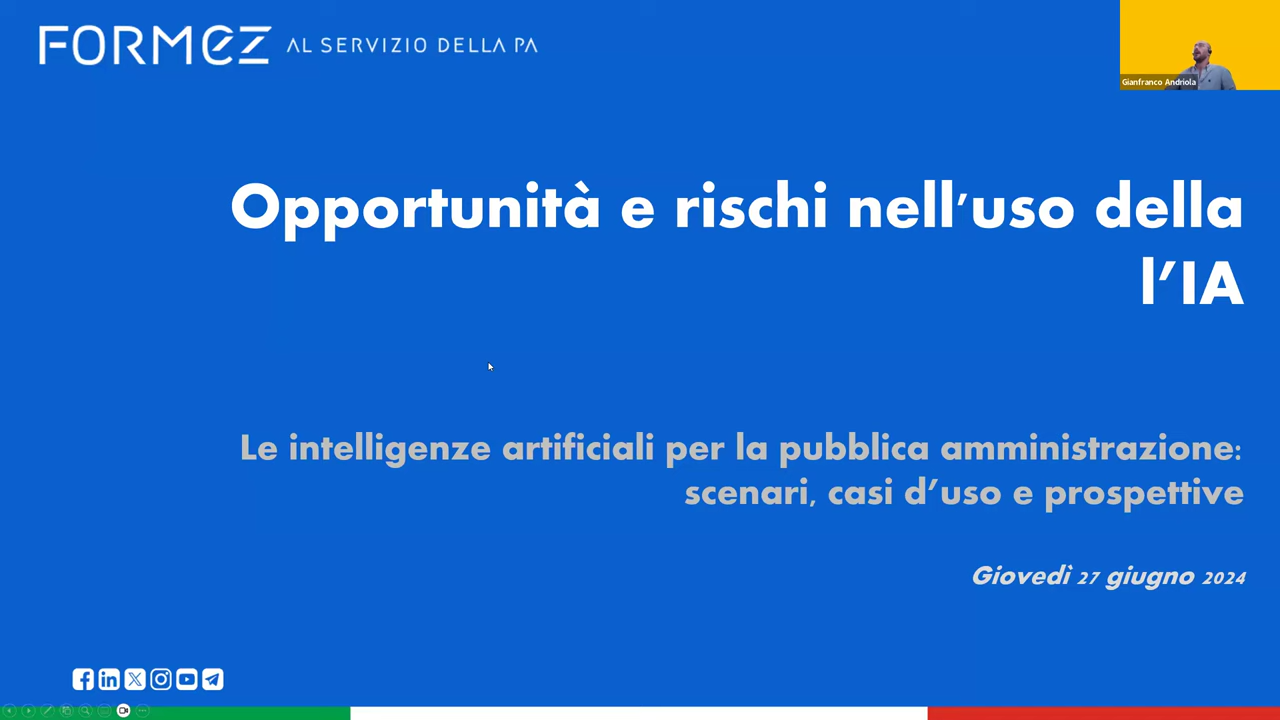 FORMEZ AL SERVIZIO DELLA PA
Gianfranco Andriola
Opportunità e rischi nell'uso della
l’IA
Le intelligenze artificiali per la pubblica amministrazione:
scenari, casi d’uso e prospettive
Giovedì 27 giugno 2024